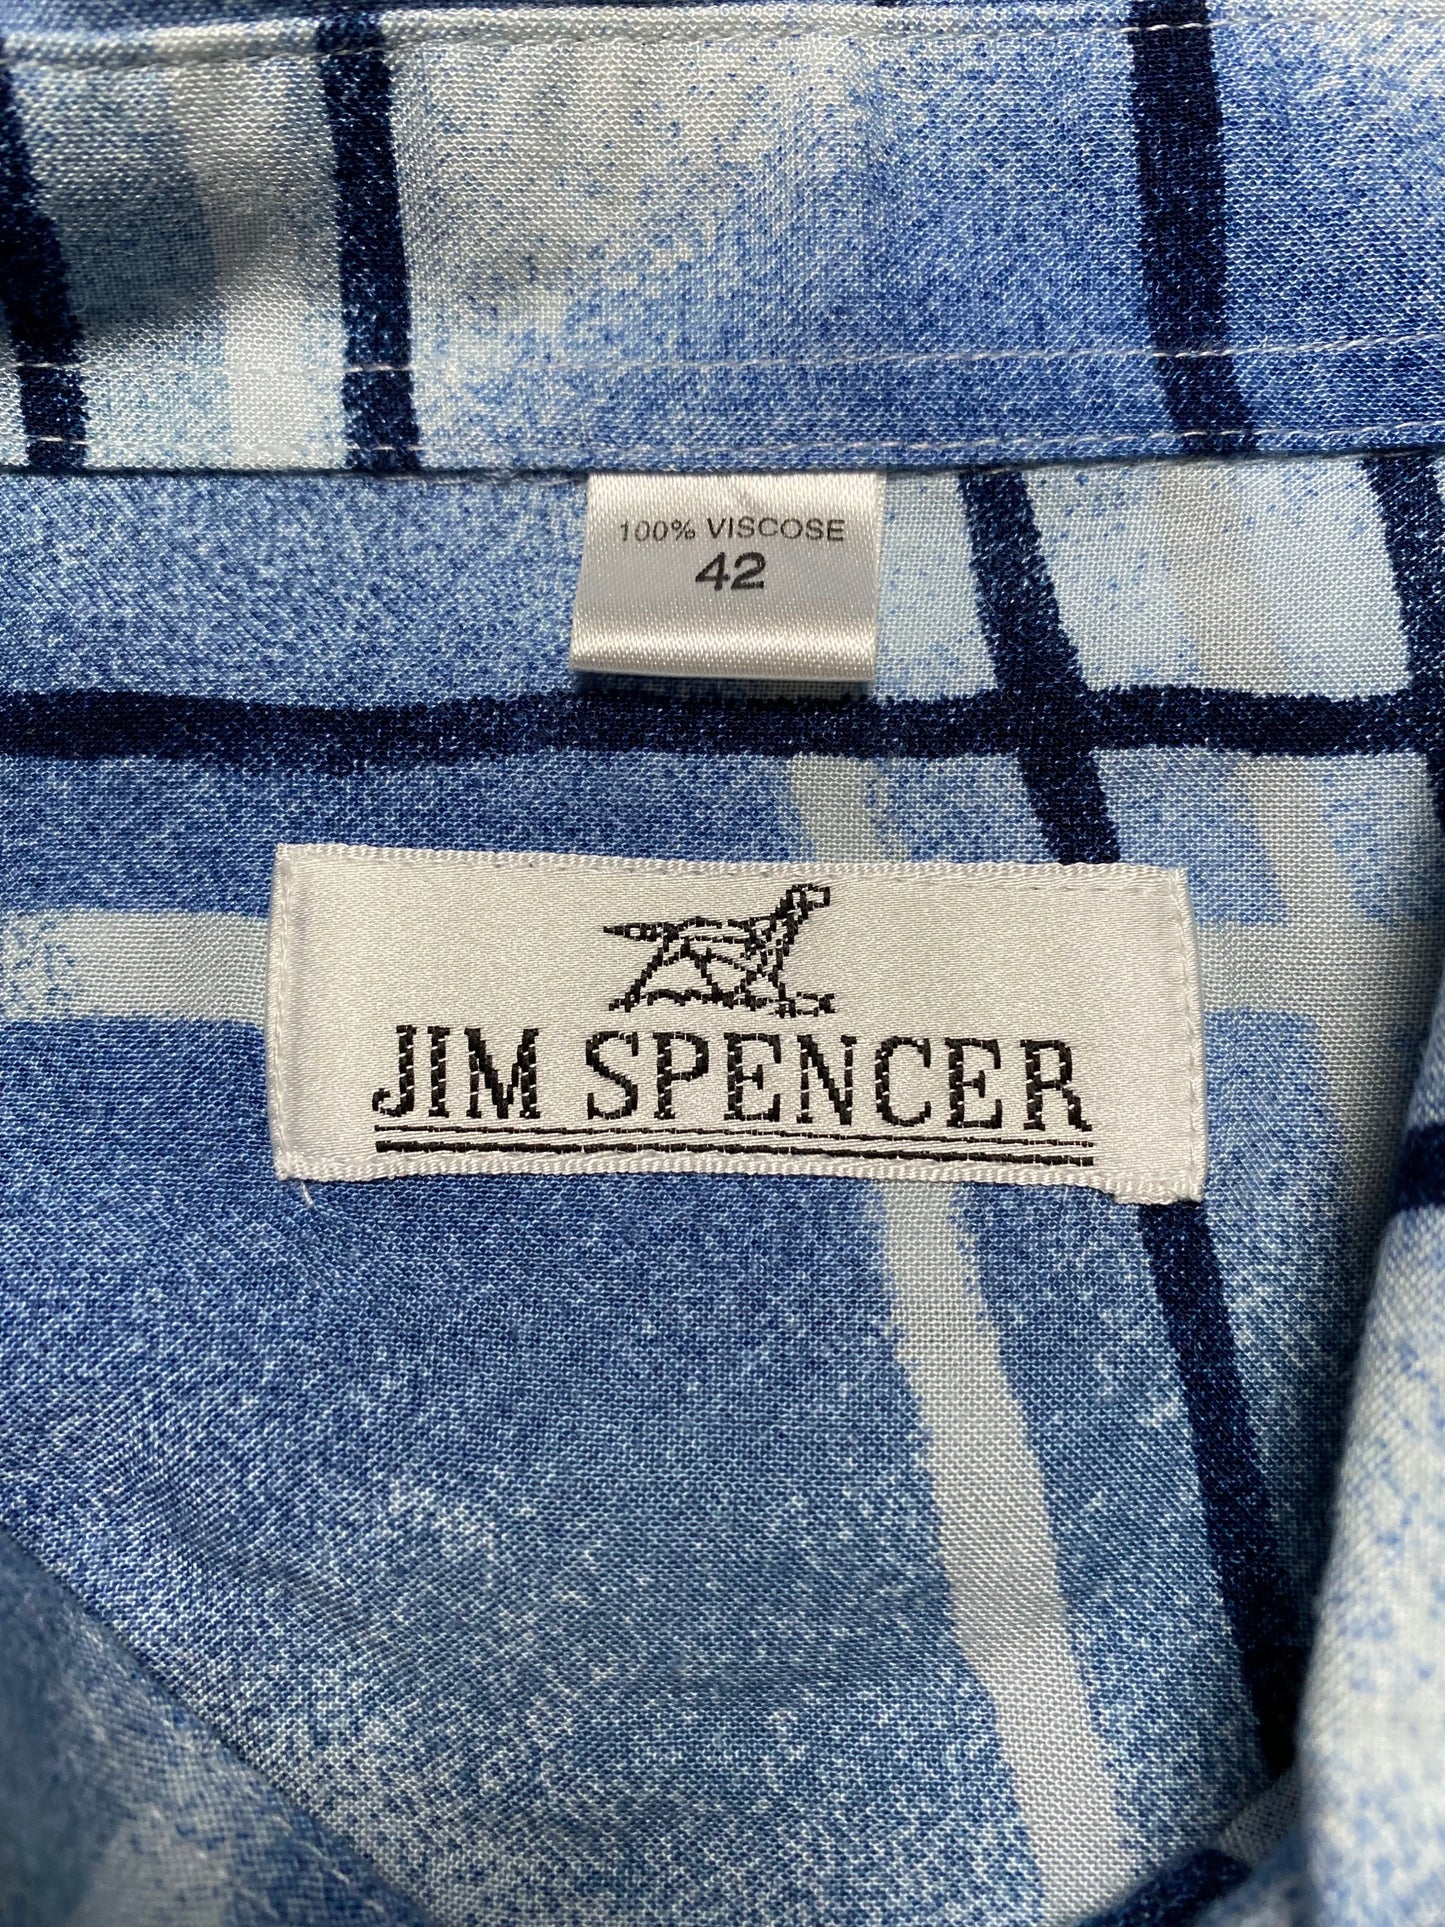 100% VISCOSE
42
JIM SPENCER